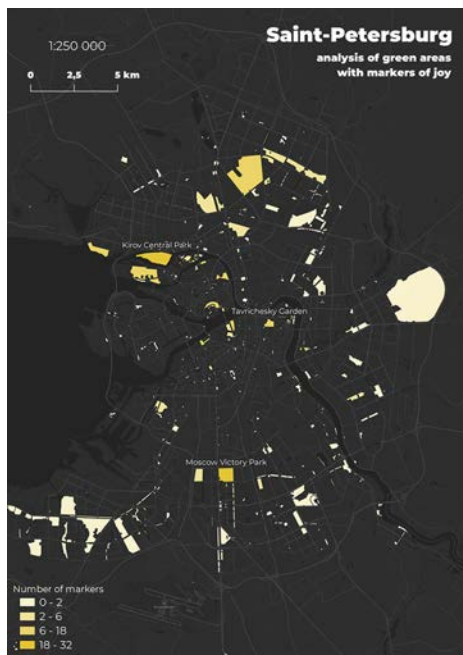 Saint-Petersburg
analysis of green areas
with markers of joy
1:250 000
0 2,5 5 km
Kirov Central Park
Tavrichesky Garden
Moscow Victory Park
Number of markers
0 - 2
2 - 6
6 - 18
18 - 32